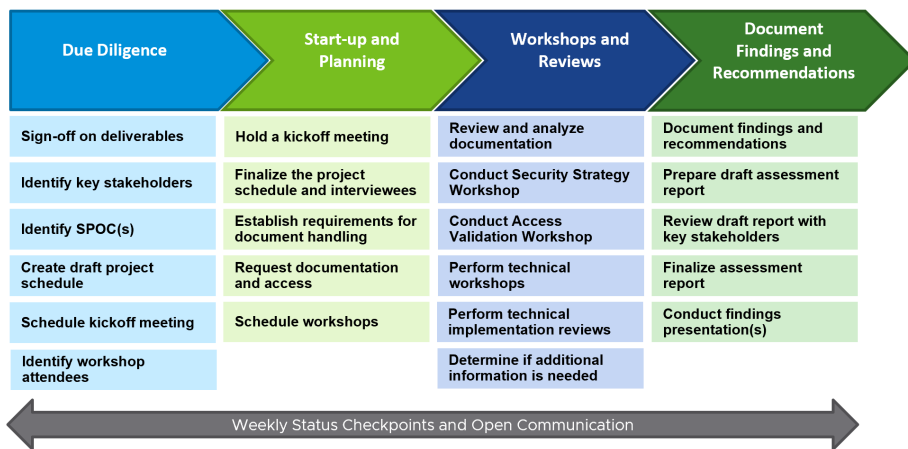 Due Diligence
Start-up and
Planning
Workshops and
Reviews
Document
Findings and
Recommendations
Sign-off on deliverables
Identify key stakeholders
Identify SPOC(s)
Create draft project
schedule
Schedule kickoff meeting
Identify workshop
attendees
Hold a kickoff meeting
Finalize the project
schedule and interviewees
Establish requirements for
document handling
Request documentation
and access
Schedule workshops
Review and analyze
documentation
Conduct Security Strategy
Workshop
Conduct Access
Validation Workshop
Perform technical
workshops
Perform technical
implementation reviews
Determine if additional
information is needed
Document findings and
recommendations
Prepare draft assessment
report
Review draft report with
key stakeholders
Finalize assessment
report
Conduct findings
presentation(s)
Weekly Status Checkpoints and Open Communication